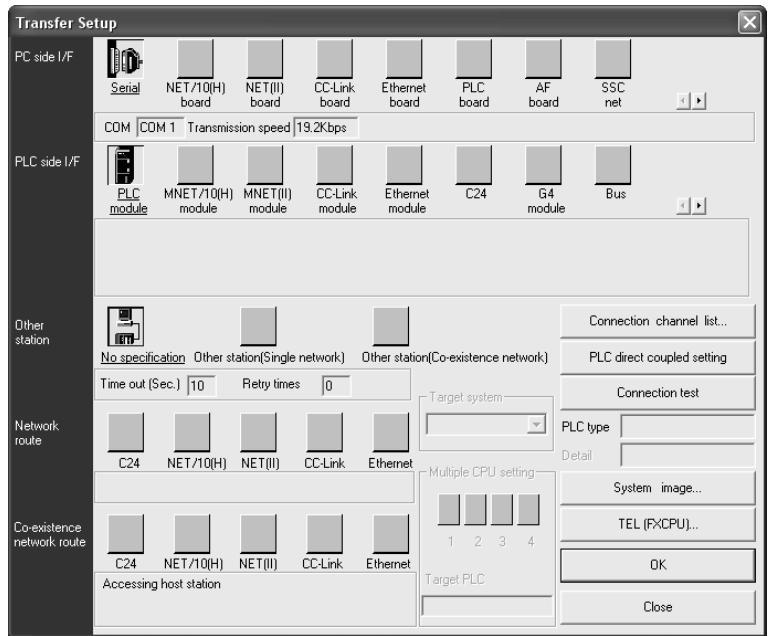 Transfer Setup
PC side I/F
Serial NET/10(H) board NET(II) board CC-Link board Ethernet board PLC board AF board SSC net
COM COM 1 Transmission speed 19.2Kbps
PLC side I/F
PLC module MNET/10(H) module MNET(II) module CC-Link module Ethernet module C24 G4 module Bus
Other station
No specification Other station(Single network) Other station(Co-existence network)
Time out (Sec.) 10 Retry times 0
Connection channel list...
PLC direct coupled setting
Connection test
Target system
PLC type
Detail
Network route
C24 NET/10(H) NET(II) CC-Link Ethernet
Multiple CPU setting
1 2 3 4
Target PLC
System image...
TEL (FXCPU)...
Co-existence network route
C24 NET/10(H) NET(II) CC-Link Ethernet
Accessing host station
OK
Close